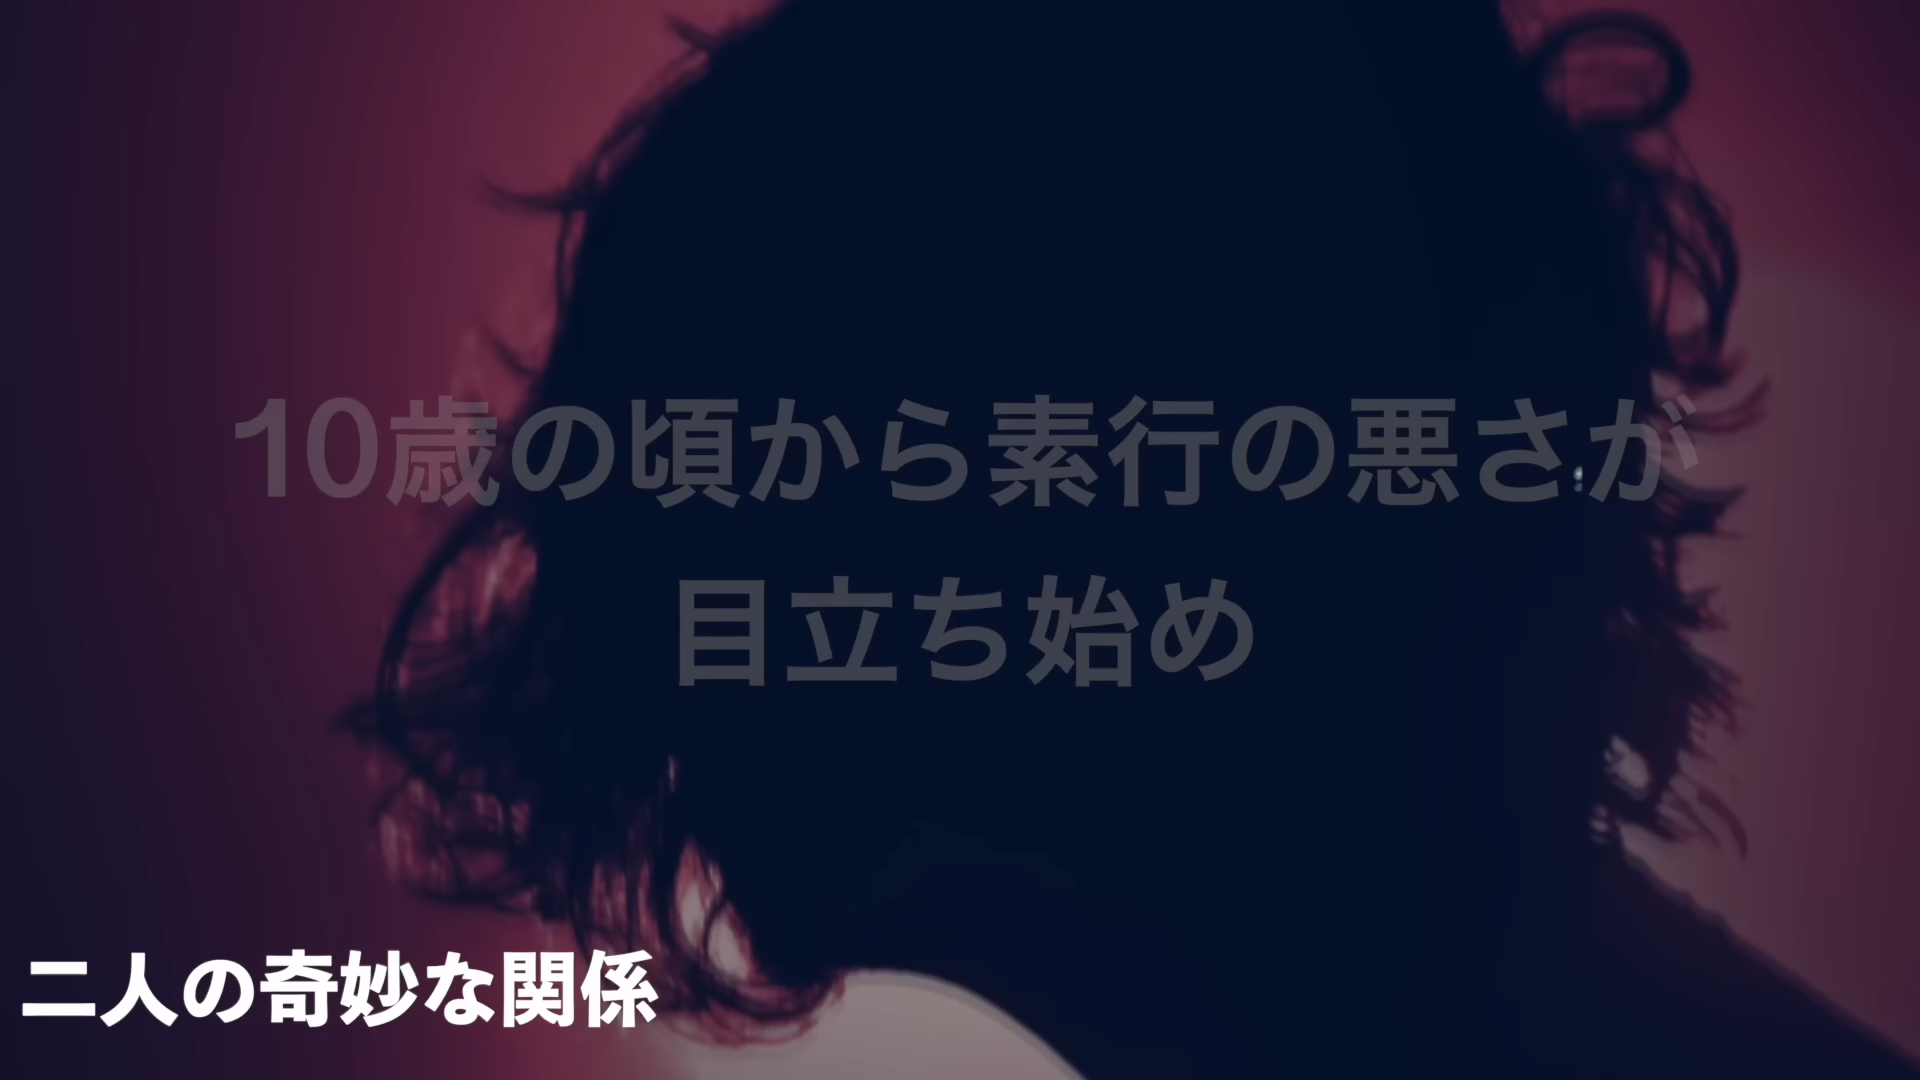 10歳の頃から素行の悪さが
目立ち始め
二人の奇妙な関係